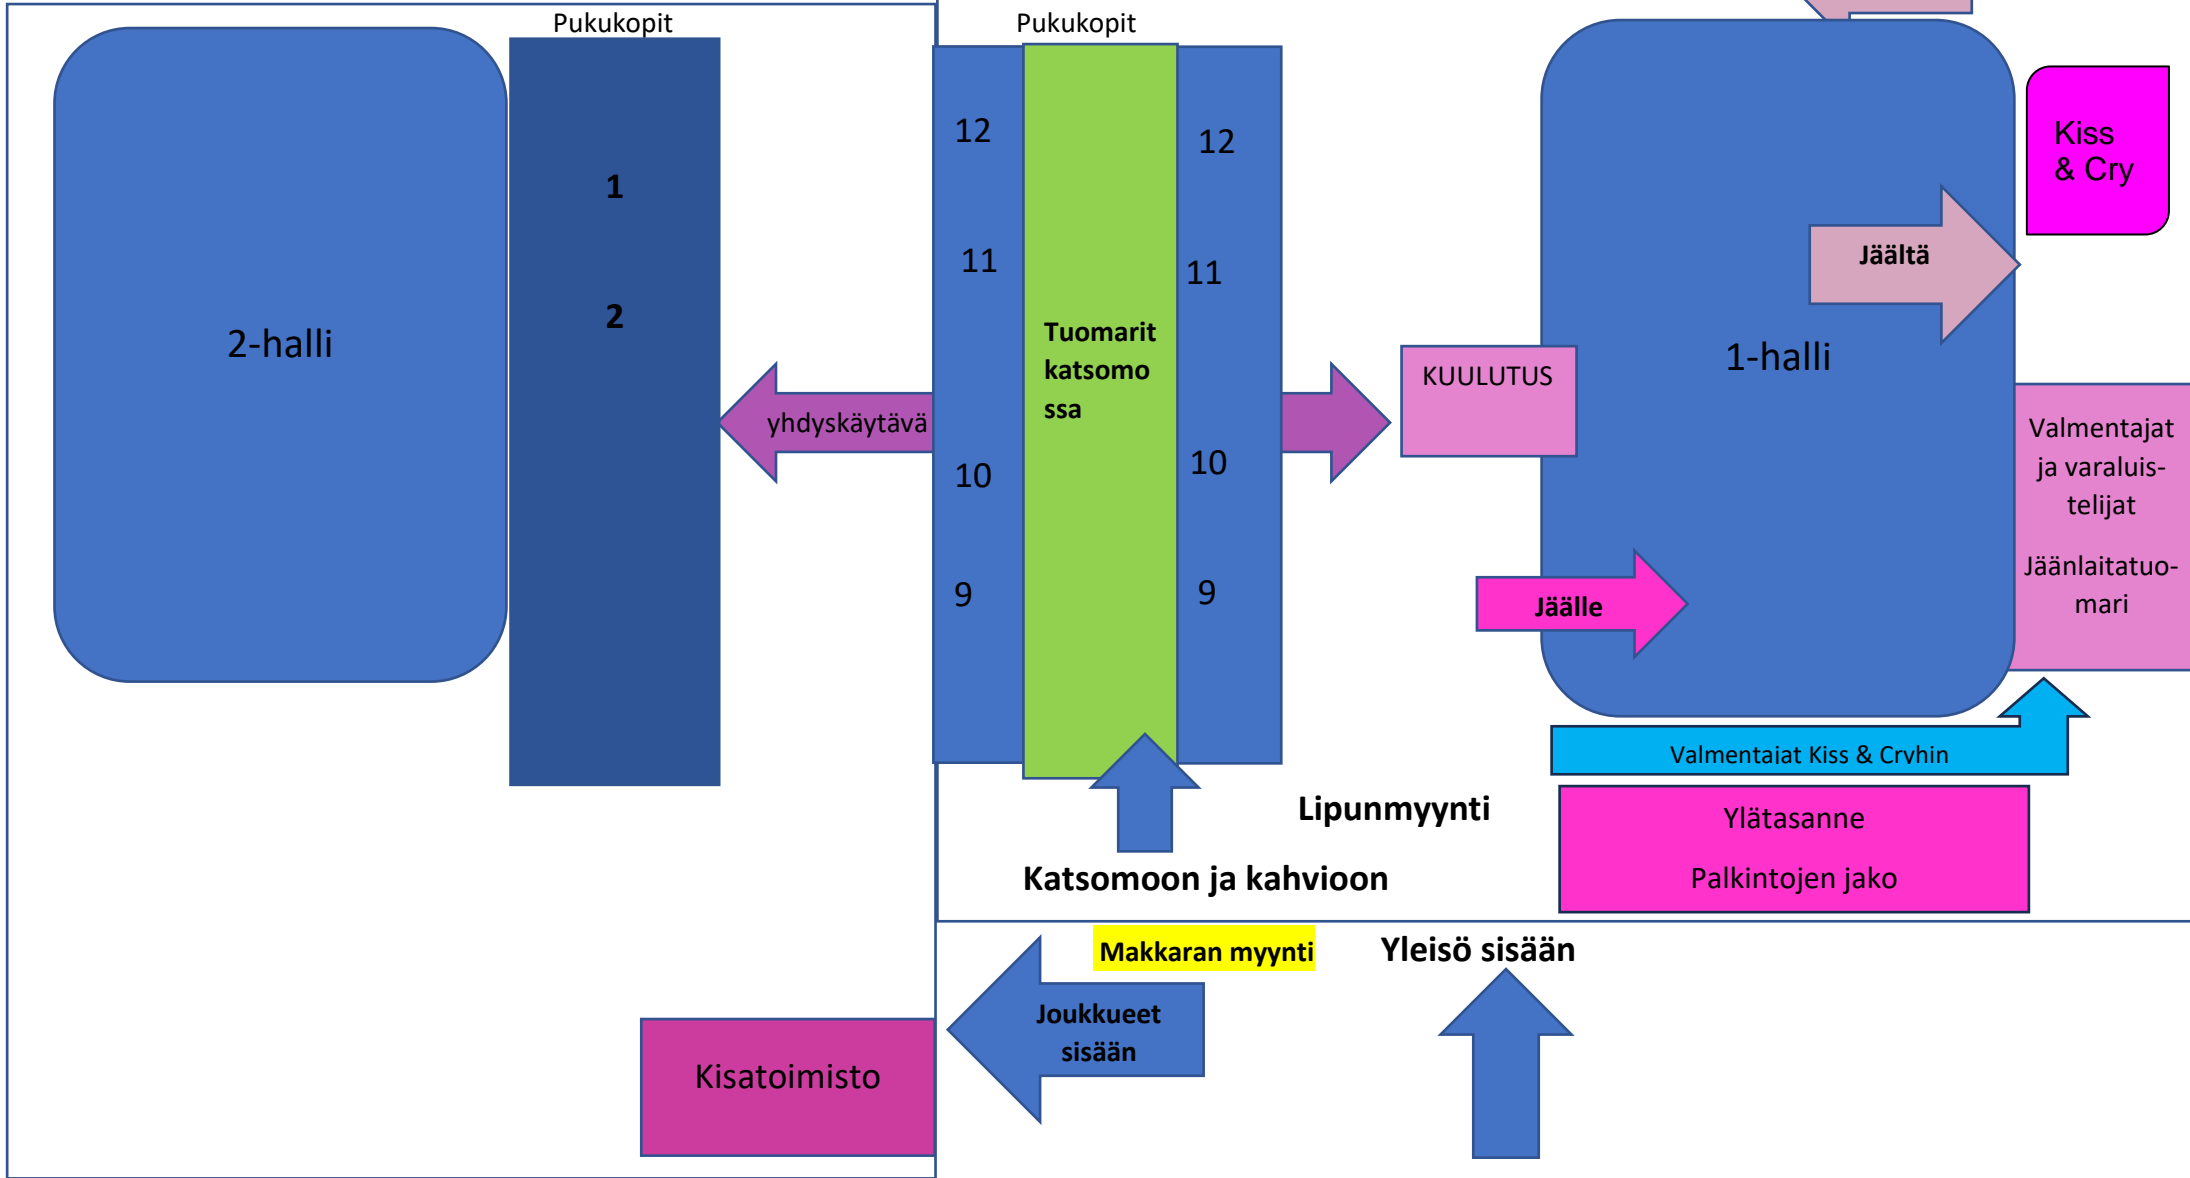 Pukukopit
1
2
2-halli
yhdyskäytävä
Pukukopit
12
11
10
9
Tuomarit
katsomo
ssa
12
11
10
9
KUULUTUS
1-halli
Jäältä
Jäälle
Kiss
& Cry
Valmentajat
ja varaluis-
telijat
Jäänlaitatuo-
mari
Valmentajat Kiss & Cryhin
Lipunmyynti
Ylätasanne
Palkintojen jako
Katsomoon ja kahvioon
Makkaran myynti
Yleisö sisään
Joukkueet
sisään
Kisatoimisto